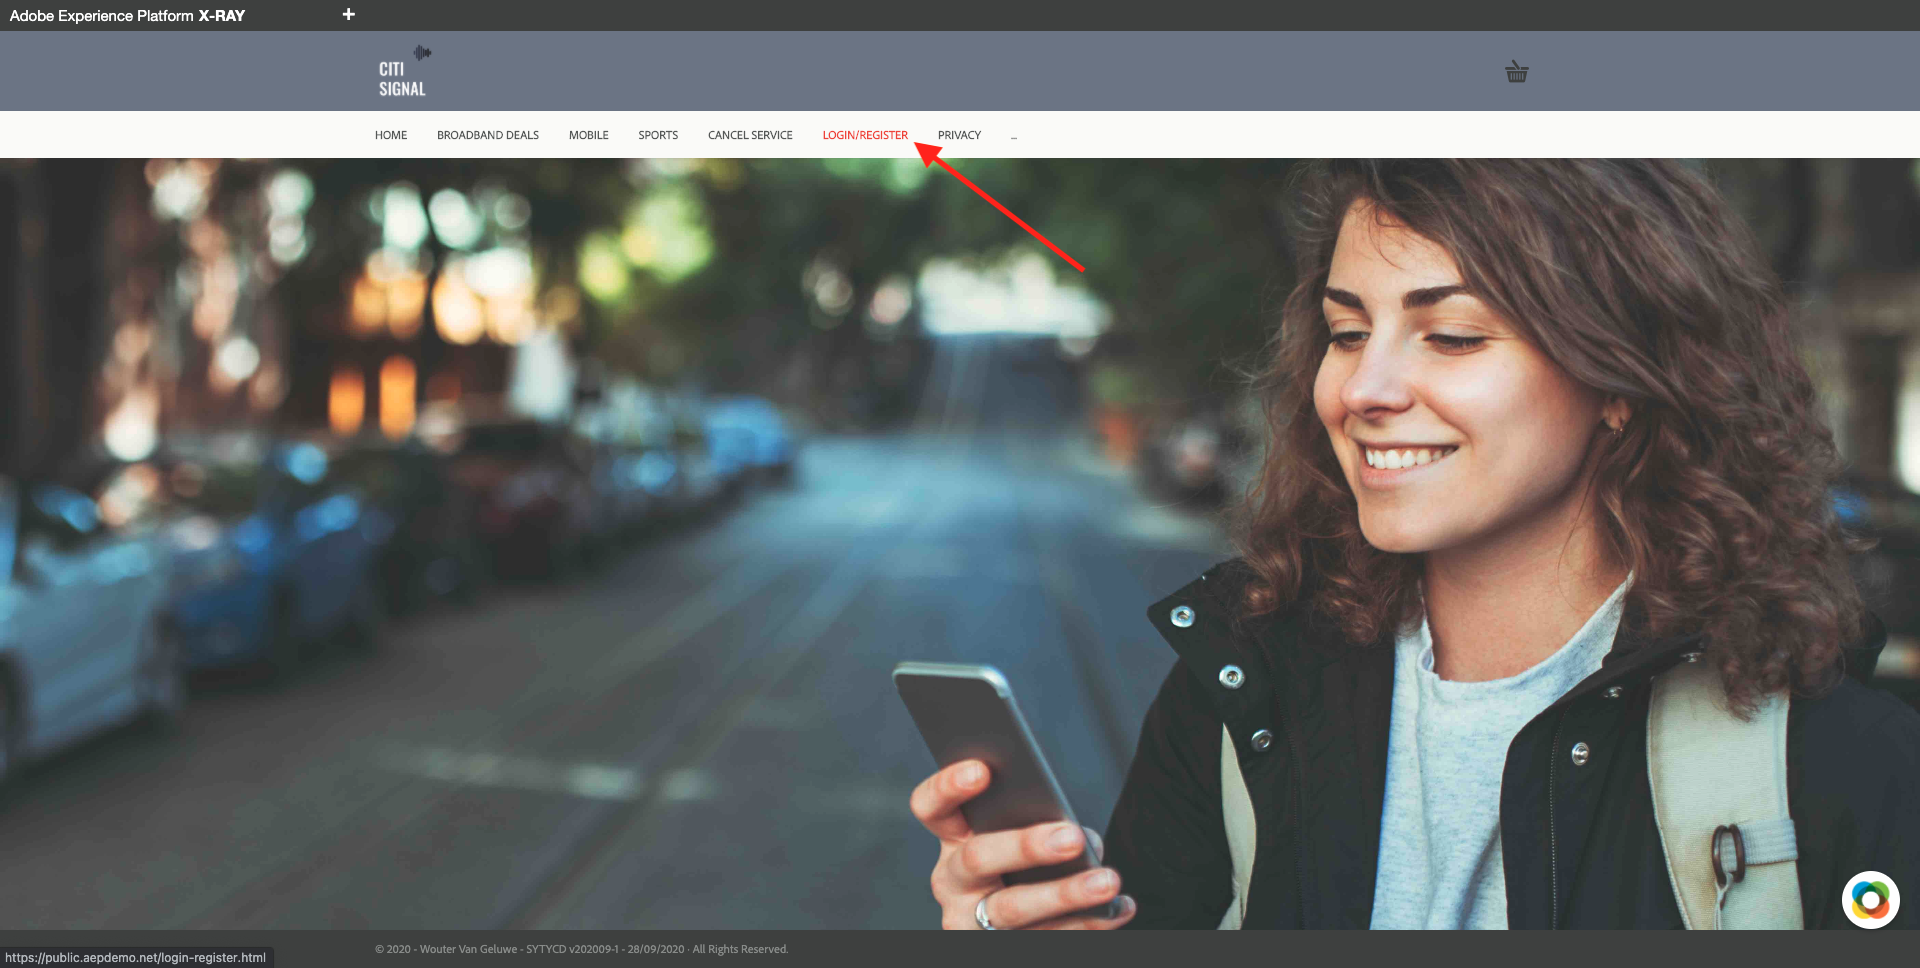 Adobe Experience Platform X-RAY +
CITI
SIGNAL
HOME BROADBAND DEALS MOBILE SPORTS CANCEL SERVICE LOGIN/REGISTER PRIVACY ...
© 2020 - Wouter Van Geluwe - SYTYCD v202009-1 - 28/09/2020 · All Rights Reserved.
https://public.aepdemo.net/login-register.html